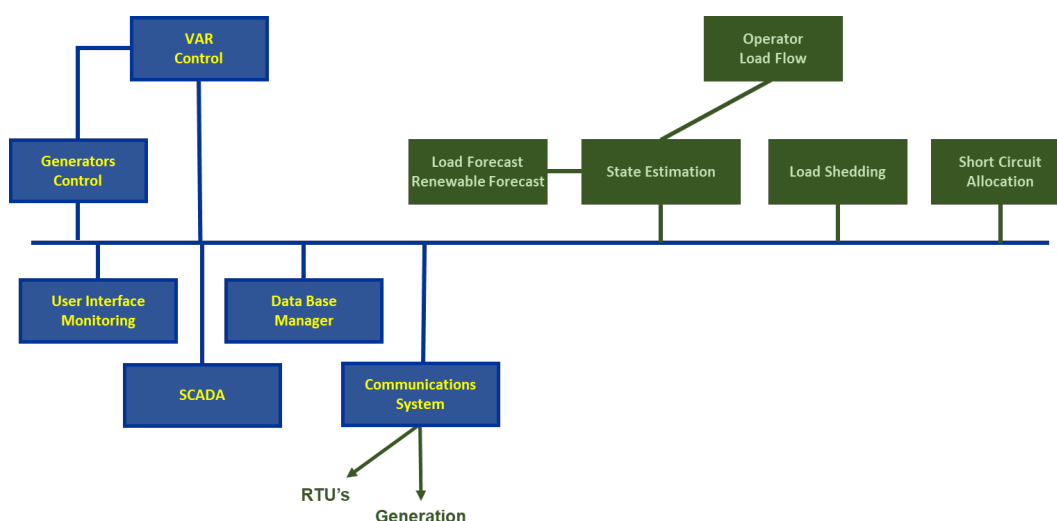 VAR
Control
Operator
Load Flow
Generators
Control
Load Forecast
Renewable Forecast
State Estimation
Load Shedding
Short Circuit
Allocation
User Interface
Monitoring
Data Base
Manager
SCADA
Communications
System
RTU's
Generation